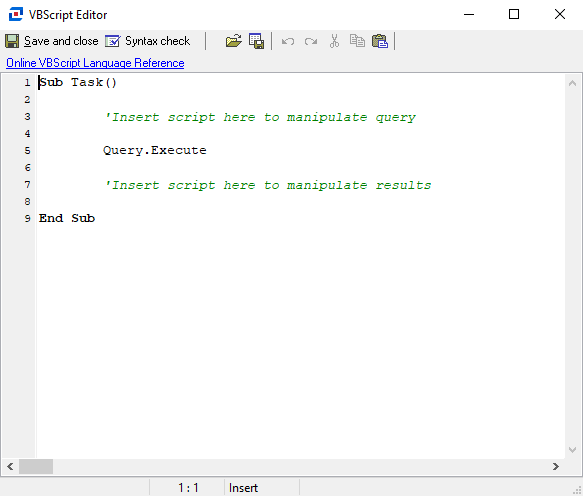 VBScript Editor
Save and close Syntax check
Online VBScript Language Reference
1 Sub Task()
2
3 'Insert script here to manipulate query
4
5 Query.Execute
6
7 'Insert script here to manipulate results
8
9 End Sub
1 : 1 Insert